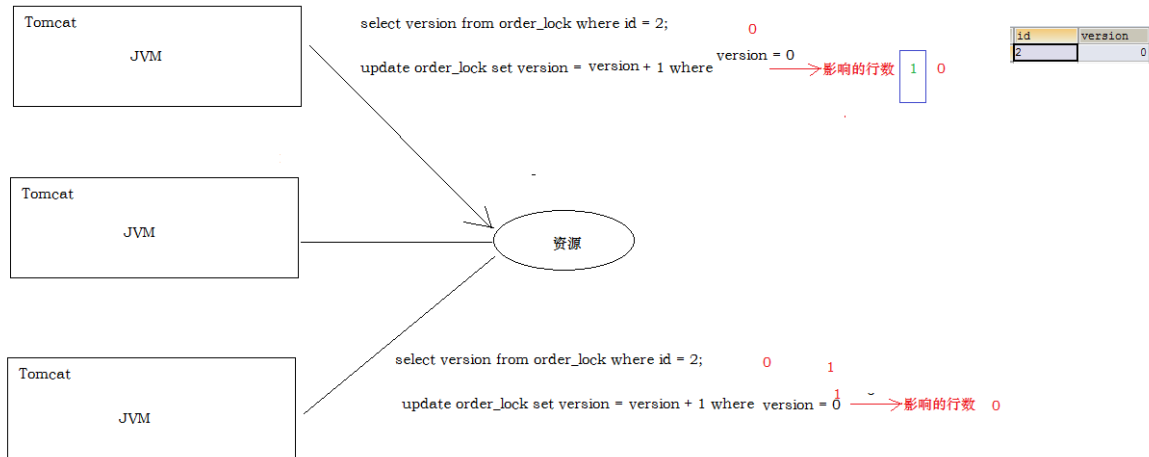 Tomcat
JVM
select version from order_lock where id = 2;
0
update order_lock set version = version + 1 where version = 0
影响的行数 1 0
id version
2 0
Tomcat
JVM
资源
Tomcat
JVM
select version from order_lock where id = 2;
0 1
update order_lock set version = version + 1 where version = 0
1
影响的行数 0